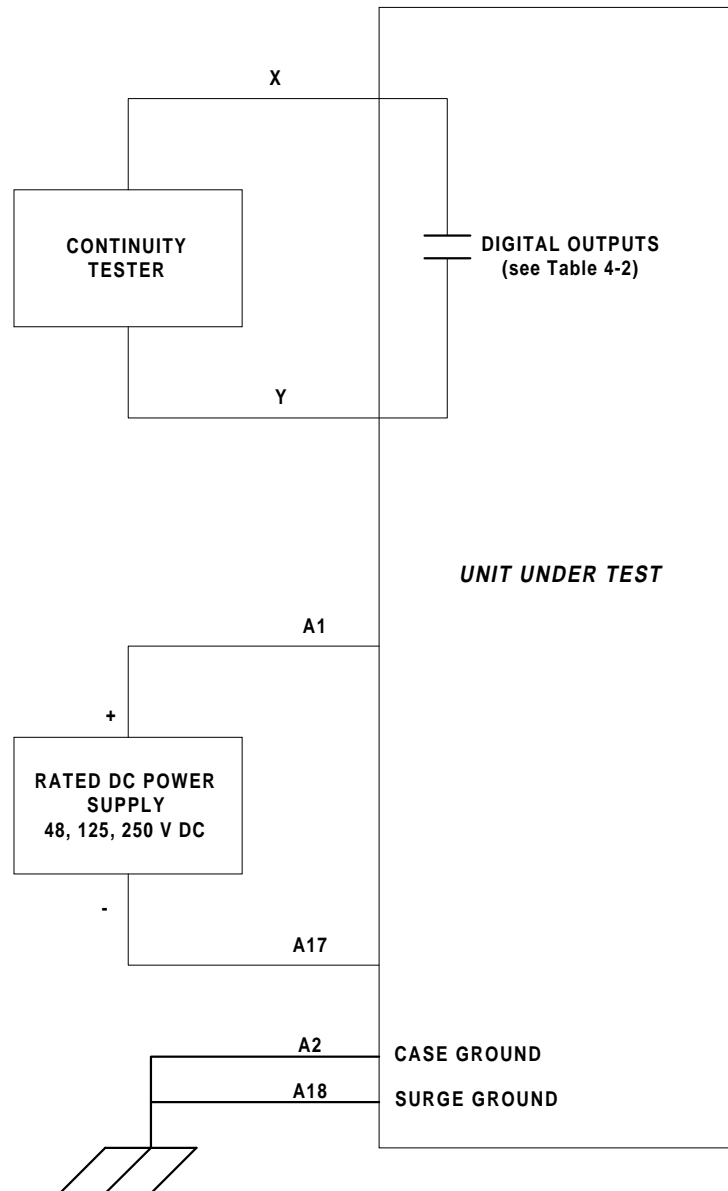 X
CONTINUITY
TESTER
DIGITAL OUTPUTS
(see Table 4-2)
Y
UNIT UNDER TEST
A1
+
RATED DC POWER
SUPPLY
48, 125, 250 V DC
-
A17
A2
CASE GROUND
A18
SURGE GROUND